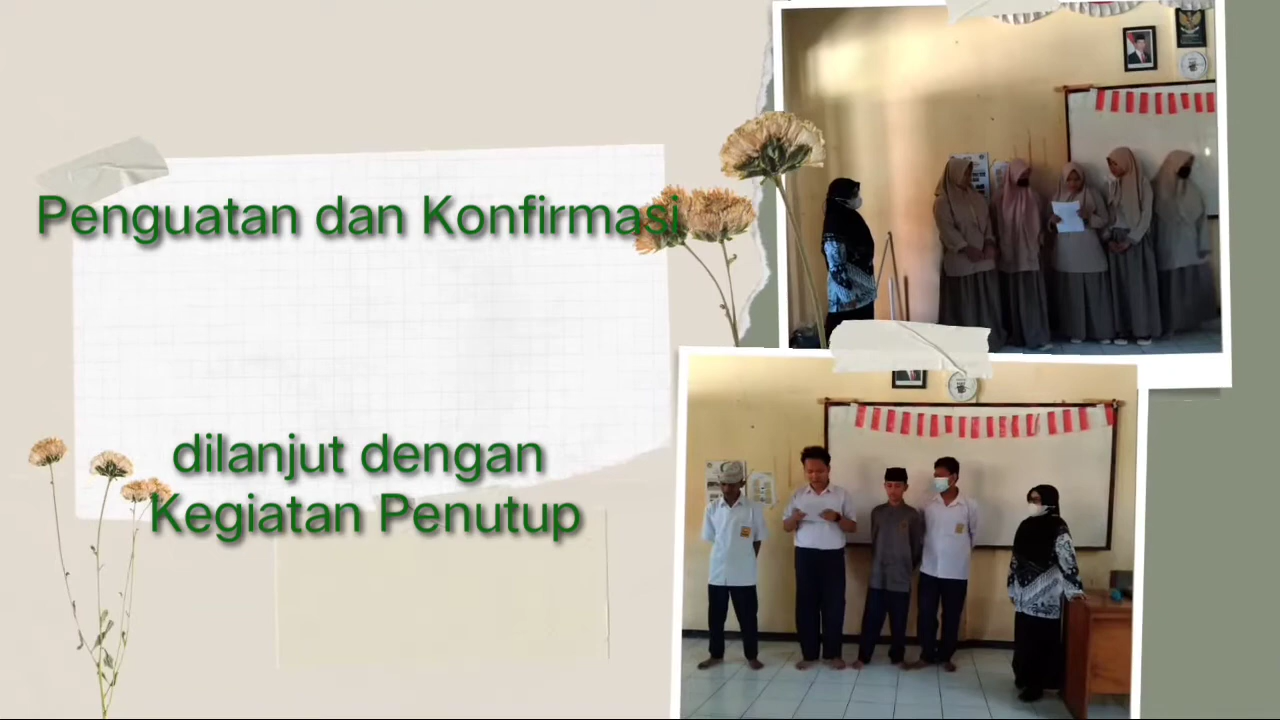 Penguatan dan Konfirmasi
dilanjut dengan
Kegiatan Penutup